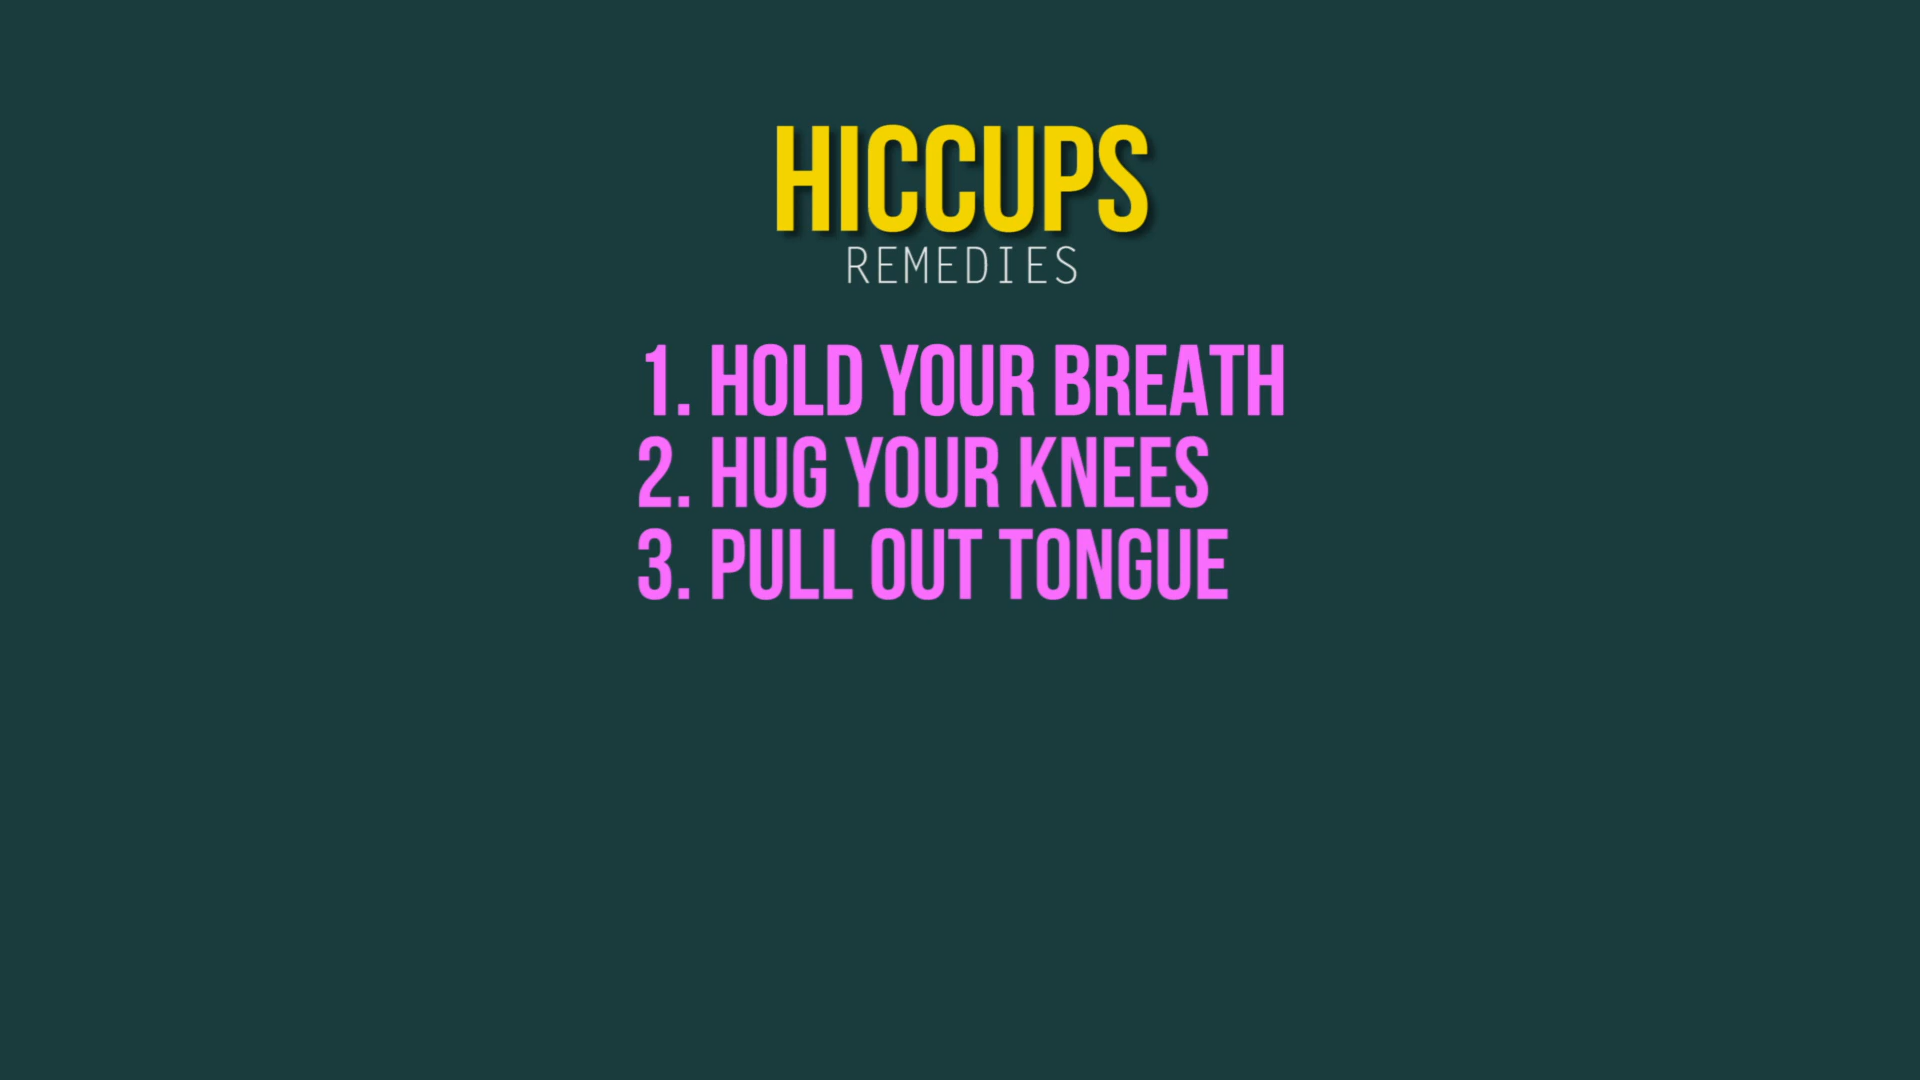 HICCUPS
REMEDIES
1. HOLD YOUR BREATH
2. HUG YOUR KNEES
3. PULL OUT TONGUE